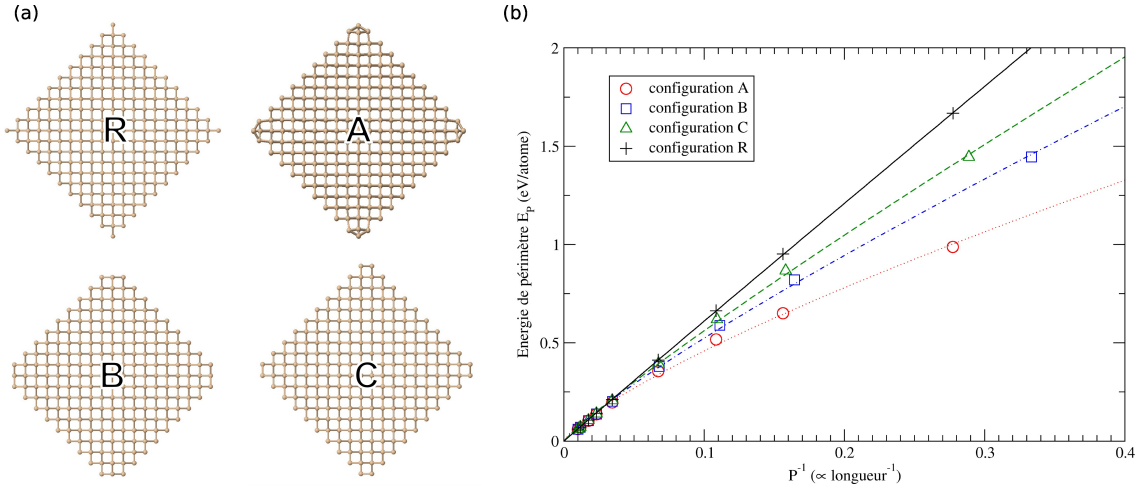 (a)
R
A
B
C
(b)
Energie de périmètre E_P (eV/atome)
2
1.5
1
0.5
0
configuration A
configuration B
configuration C
configuration R
0
0.1
0.2
0.3
0.4
P⁻¹ (∝ longueur⁻¹)